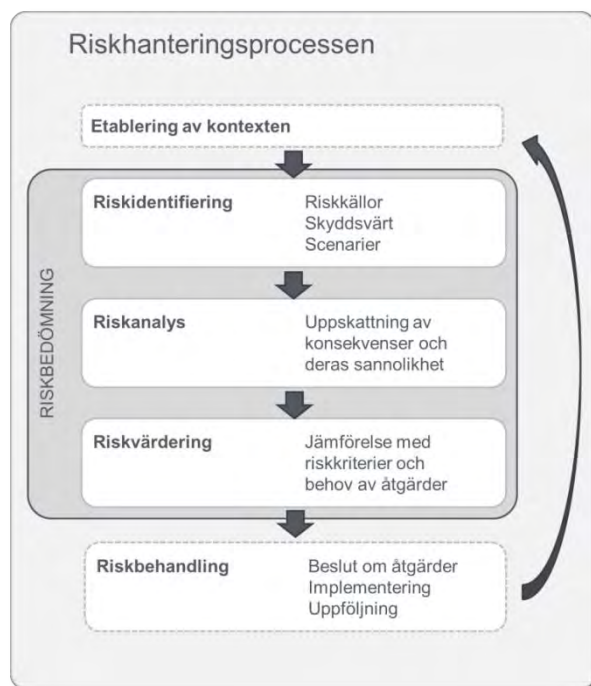 Riskhanteringsprocessen
Etablering av kontexten
RISKBEDÖMNING
Riskidentifiering
Riskkällor
Skyddsvärt
Scenarier
Riskanalys
Uppskattning av
konsekvenser och
deras sannolikhet
Riskvärdering
Jämförelse med
riskkriterier och
behov av åtgärder
Riskbehandling
Beslut om åtgärder
Implementering
Uppföljning